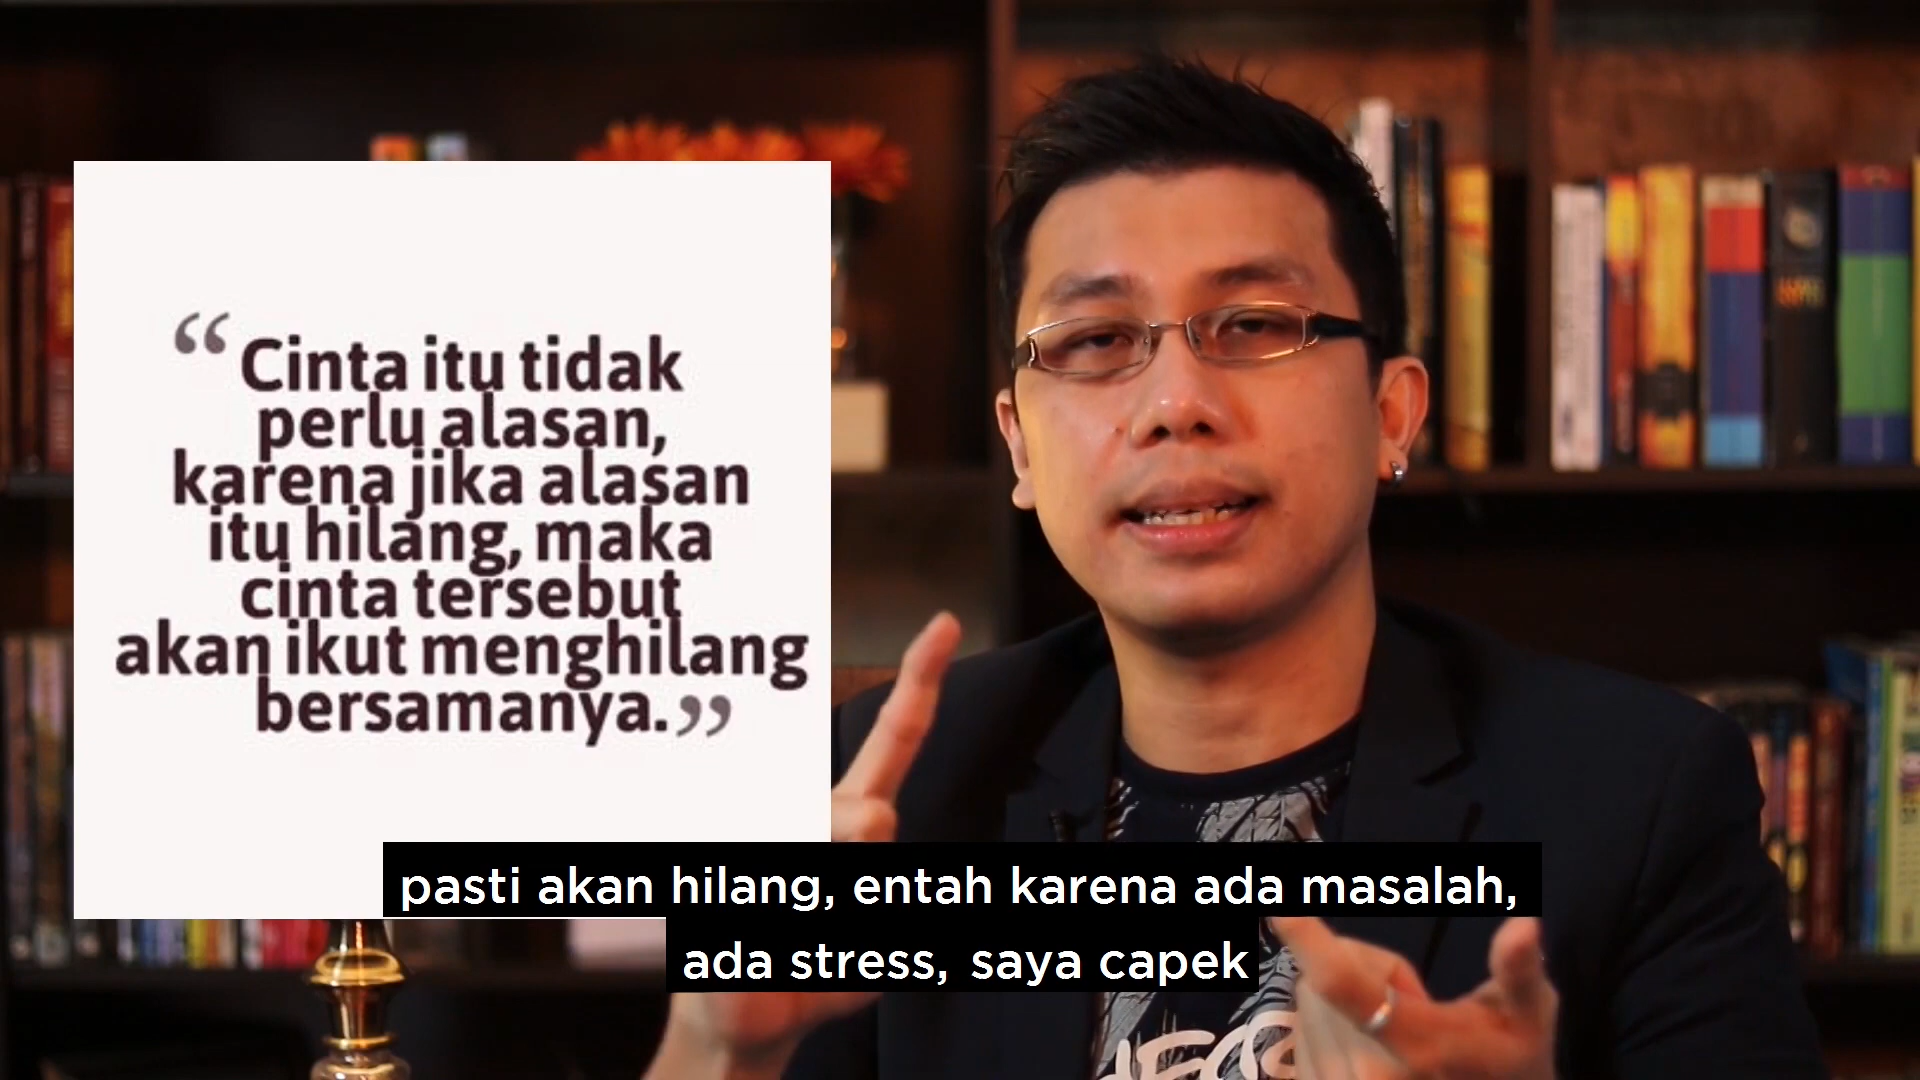 “Cinta itu tidak
perlu alasan,
karena jika alasan
itu hilang, maka
cinta tersebut
akan ikut menghilang
bersamanya.”
pasti akan hilang, entah karena ada masalah,
ada stress, saya capek